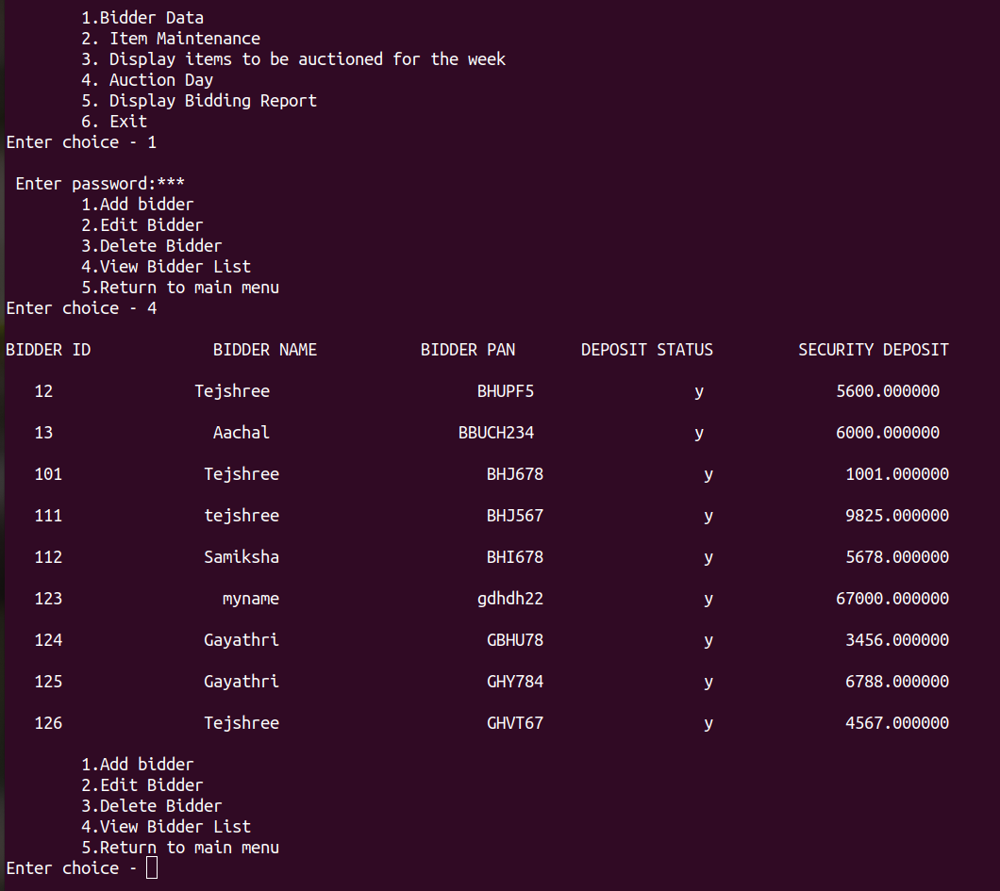 1.Bidder Data
2. Item Maintenance
3. Display items to be auctioned for the week
4. Auction Day
5. Display Bidding Report
6. Exit
Enter choice - 1
Enter password:***
1.Add bidder
2.Edit Bidder
3.Delete Bidder
4.View Bidder List
5.Return to main menu
Enter choice - 4
BIDDER ID BIDDER NAME BIDDER PAN DEPOSIT STATUS SECURITY DEPOSIT
12 Tejshree BHUPF5 y 5600.000000
13 Aachal BBUCH234 y 6000.000000
101 Tejshree BHJ678 y 1001.000000
111 tejshree BHJ567 y 9825.000000
112 Samiksha BHI678 y 5678.000000
123 myname gdhdh22 y 67000.000000
124 Gayathri GBHU78 y 3456.000000
125 Gayathri GHY784 y 6788.000000
126 Tejshree GHVT67 y 4567.000000
1.Add bidder
2.Edit Bidder
3.Delete Bidder
4.View Bidder List
5.Return to main menu
Enter choice -